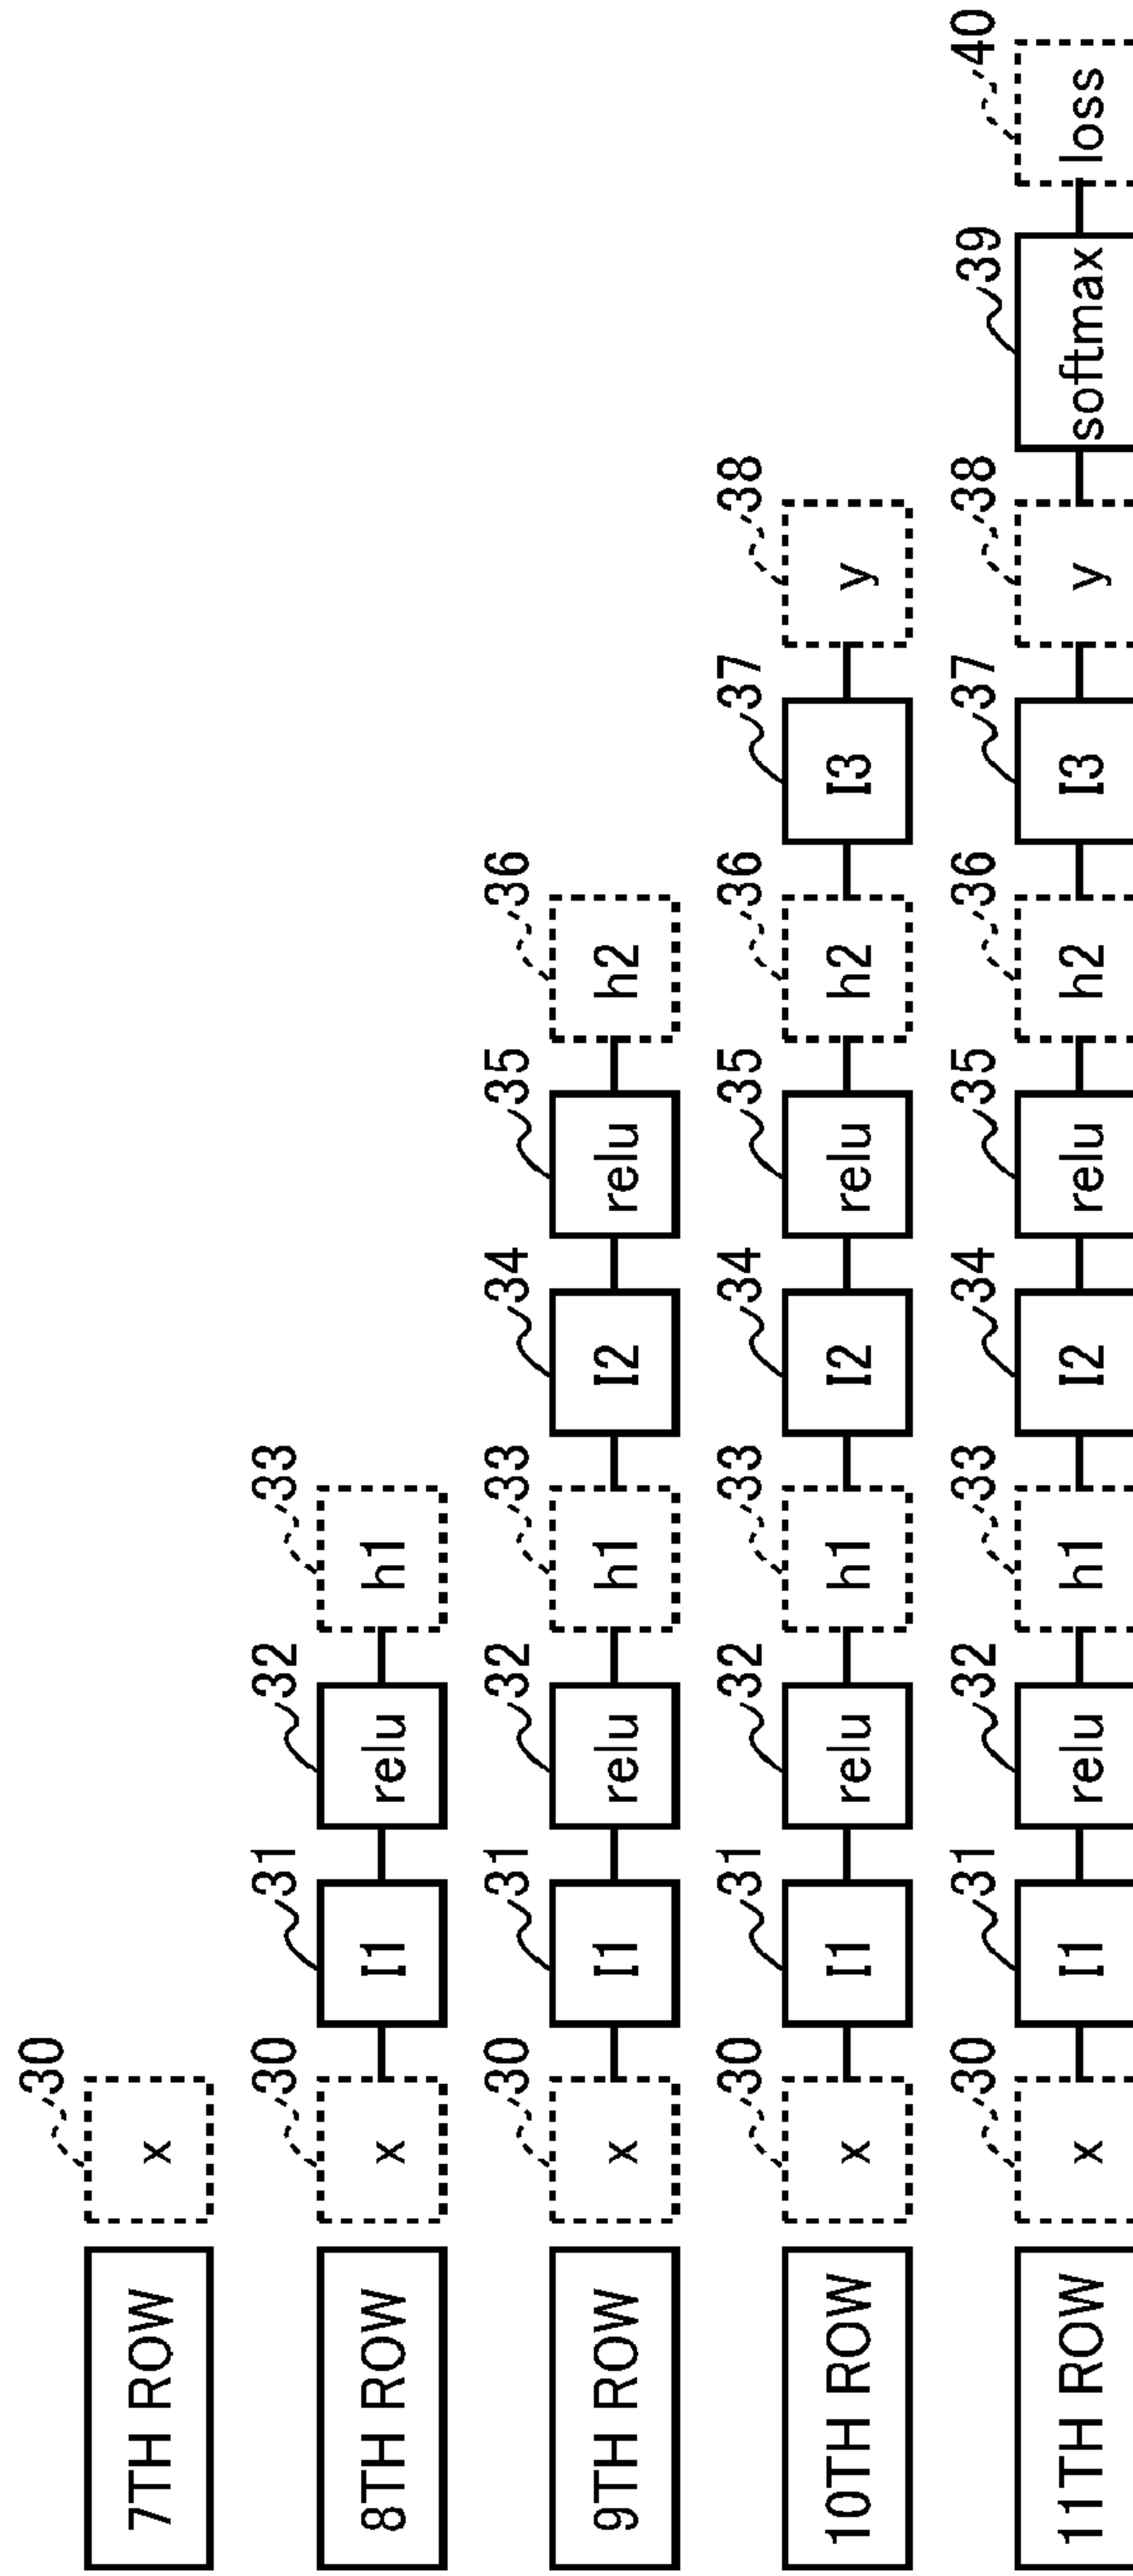 30
7TH ROW x
30 31 32 33
8TH ROW x I1 relu h1
30 31 32 33 34 35 36
9TH ROW x I1 relu h1 I2 relu h2
30 31 32 33 34 35 36 37 38
10TH ROW x I1 relu h1 I2 relu h2 I3 y
30 31 32 33 34 35 36 37 38 39 40
11TH ROW x I1 relu h1 I2 relu h2 I3 y softmax loss